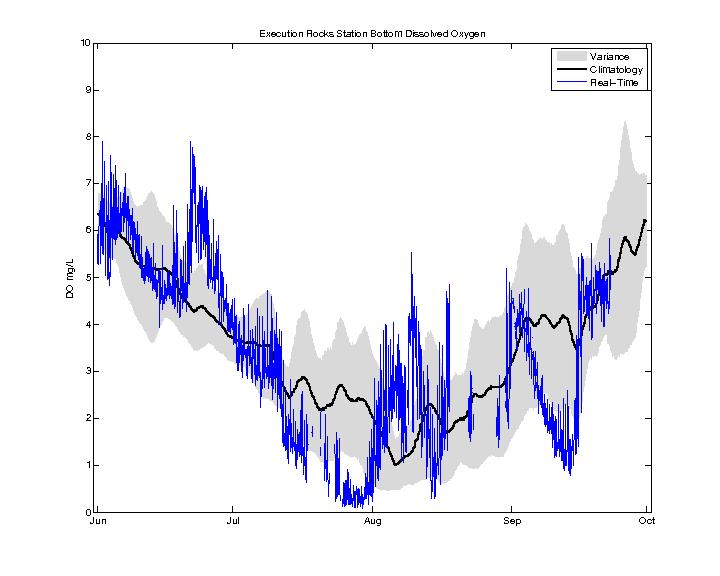 Execution Rocks Station Bottom Dissolved Oxygen
10
9
8
7
6
5
4
3
2
1
0
DO mg/L
Variance
Climatology
Real-Time
Jun Jul Aug Sep Oct